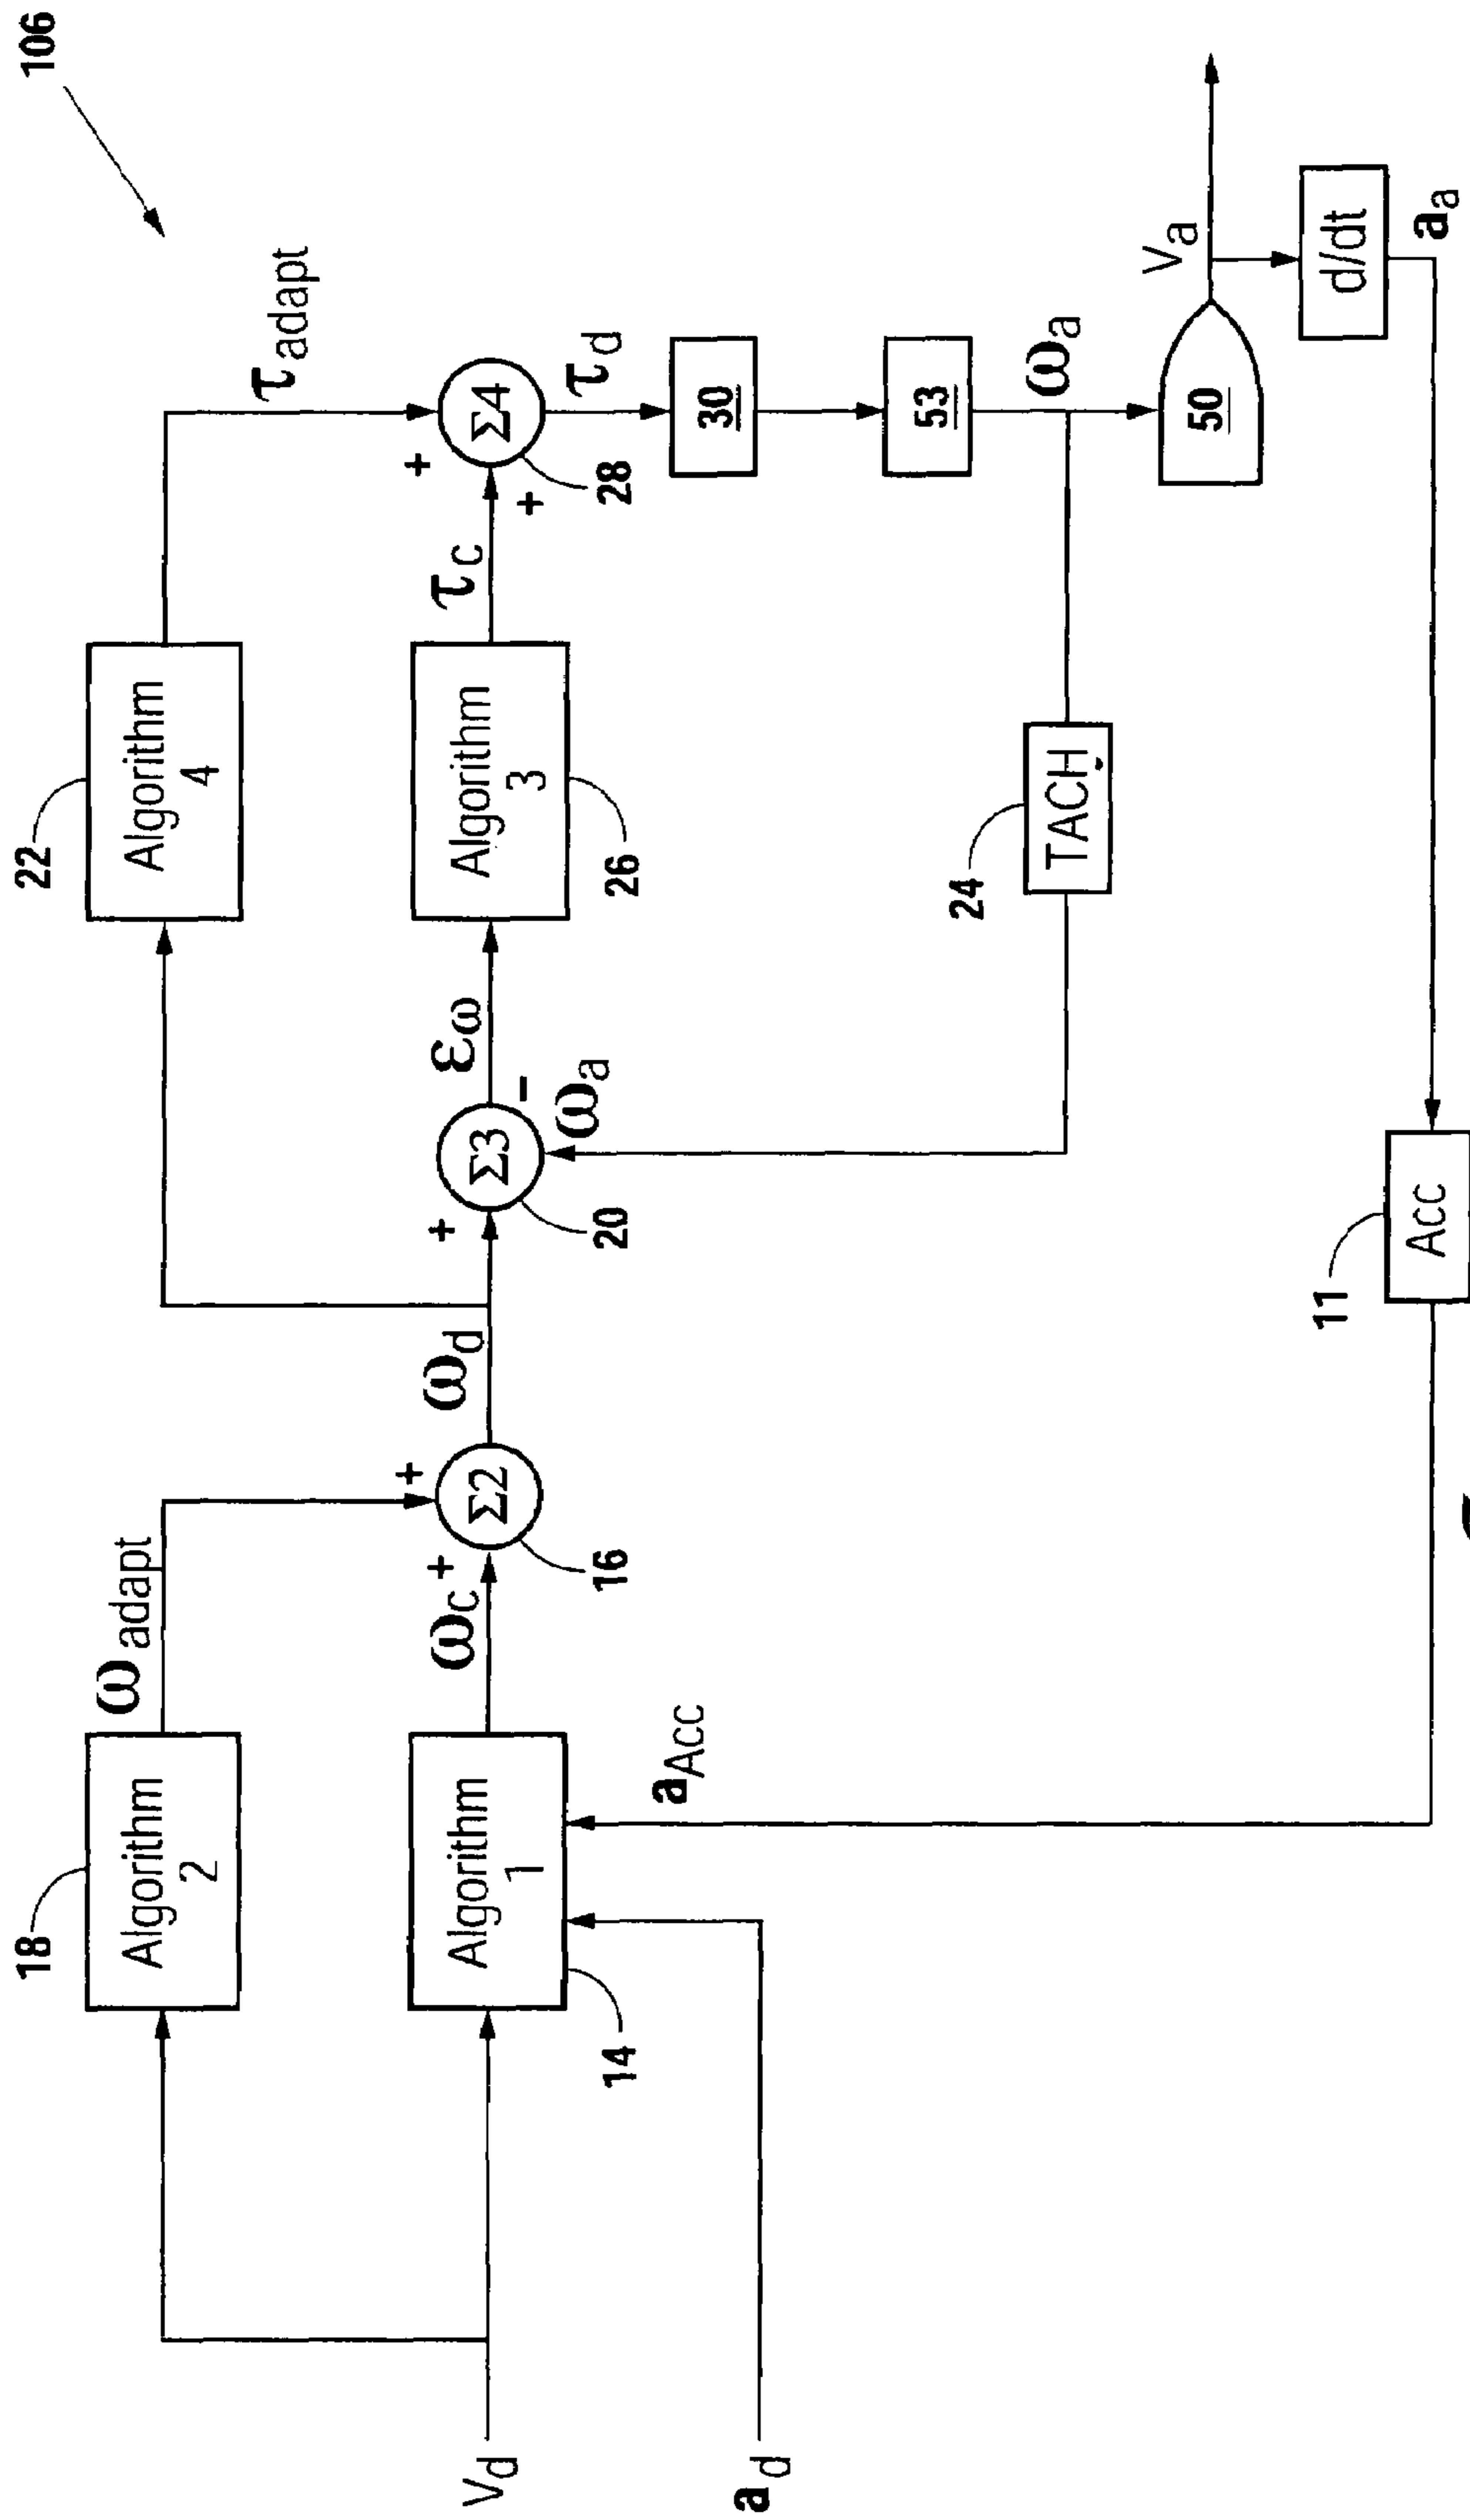 106
18
Algorithm
2
ωadapt
22
Algorithm
4
τadapt
Vd
Algorithm
1
14
ωc
+
+
Σ2
16
ωd
+
Σ3
-
20
εω
Algorithm
3
26
τc
+
+
Σ4
28
τd
ad
aAcc
ωa
30
53
24
TACH
ωa
50
Va
d/dt
aa
11
Acc